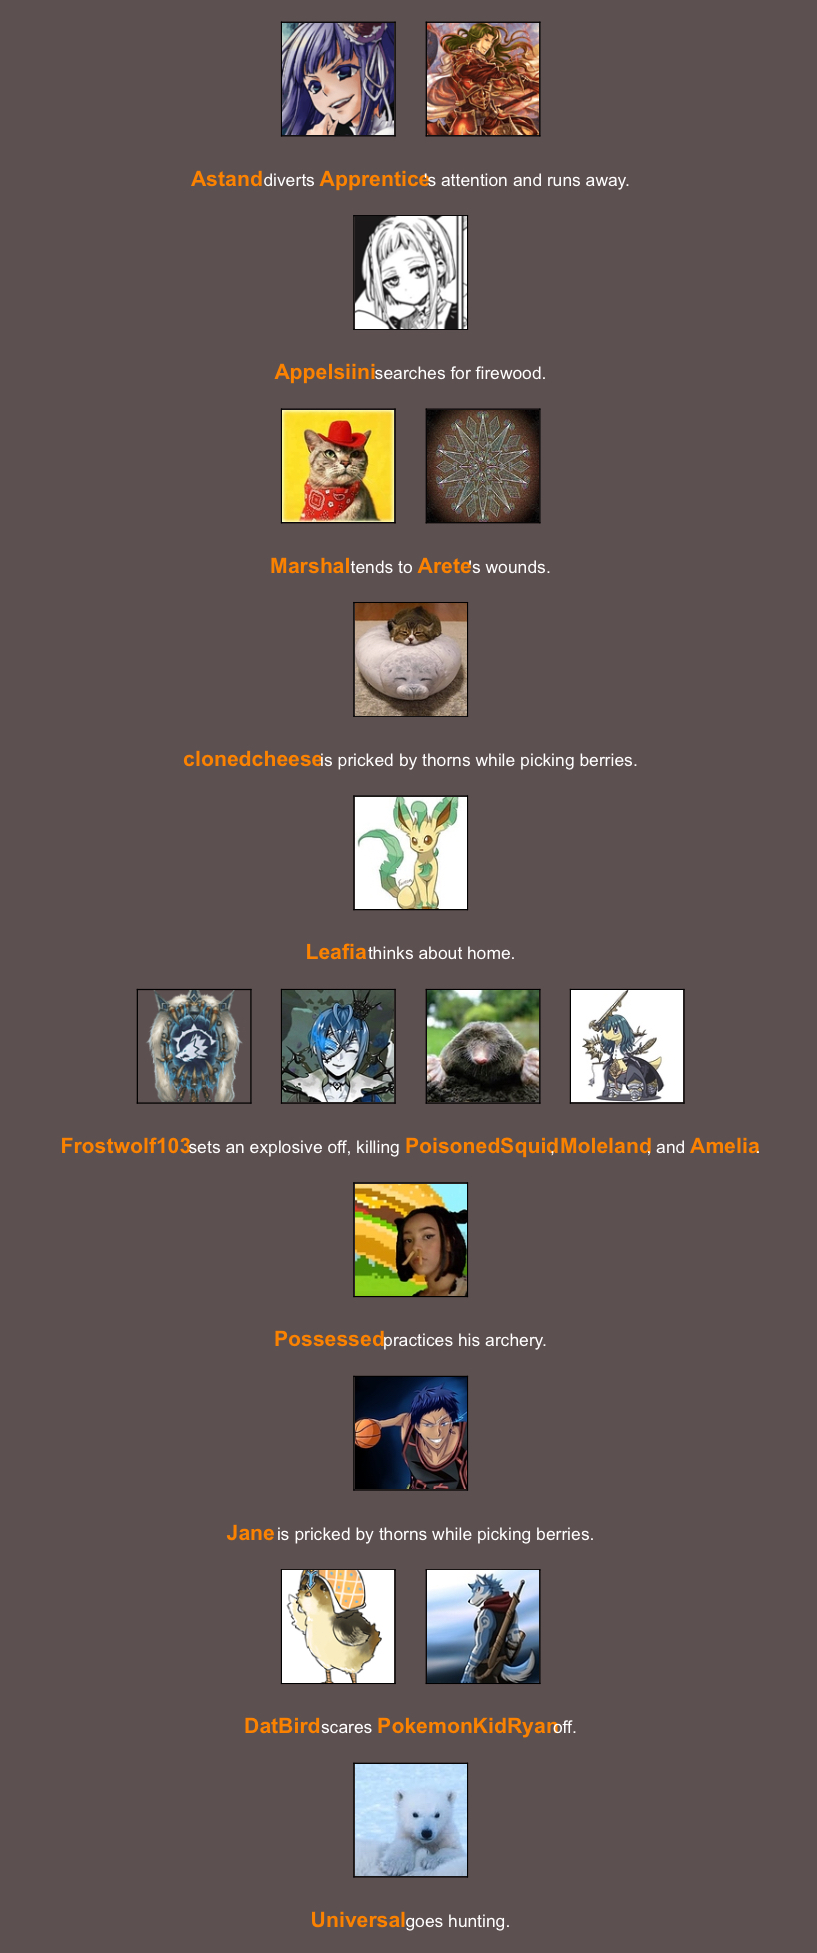 Astand diverts Apprentice's attention and runs away.
Appelsiini searches for firewood.
Marshal tends to Arete's wounds.
clonedcheese is pricked by thorns while picking berries.
Leafia thinks about home.
Frostwolf103 sets an explosive off, killing PoisonedSquid, Moleland, and Amelia.
Possessed practices his archery.
Jane is pricked by thorns while picking berries.
DatBird scares PokemonKidRyan off.
Universal goes hunting.